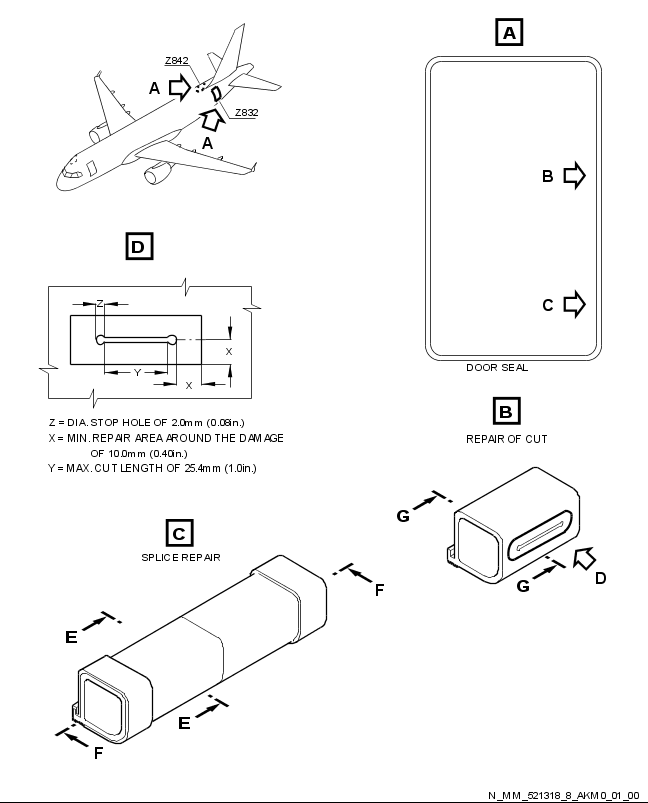 A
Z842
A
Z832
A
B
D
C
Z
X
Y
X
DOOR SEAL
Z = DIA. STOP HOLE OF 2.0mm (0.08in.)
X = MIN. REPAIR AREA AROUND THE DAMAGE
OF 10.0mm (0.40in.)
Y = MAX. CUT LENGTH OF 25.4mm (1.0in.)
B
REPAIR OF CUT
G
G
D
C
SPLICE REPAIR
F
E
E
F
N_MM_521318_8_AKM0_01_00